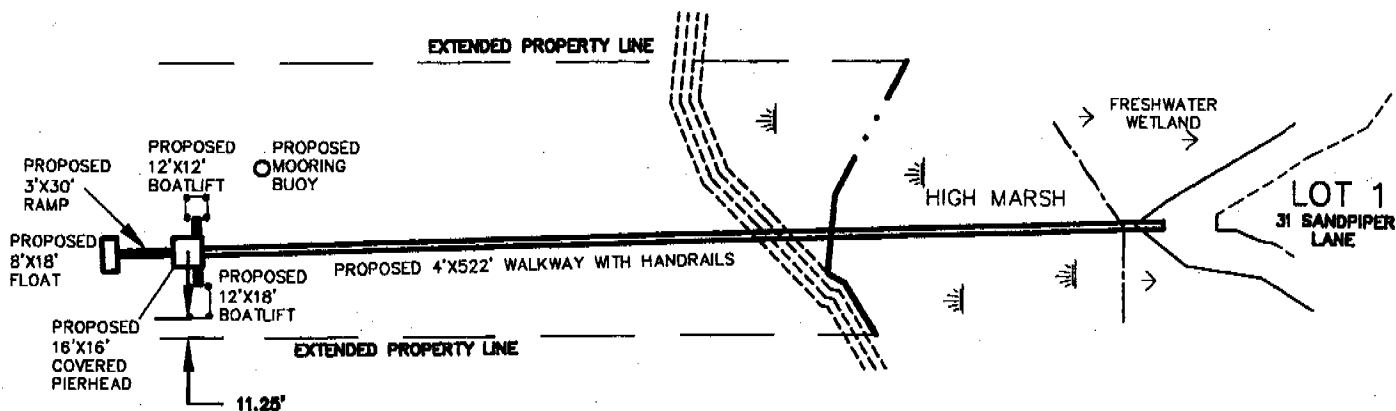 EXTENDED PROPERTY LINE
FRESHWATER
WETLAND
PROPOSED
12'X12'
BOATLIFT
PROPOSED
MOORING
BUOY
PROPOSED
3'X30'
RAMP
HIGH MARSH
LOT 1
31 SANDPIPER
LANE
PROPOSED
8'X18'
FLOAT
PROPOSED 4'X522' WALKWAY WITH HANDRAILS
PROPOSED
12'X18'
BOATLIFT
PROPOSED
16'X16'
COVERED
PIERHEAD
EXTENDED PROPERTY LINE
11.25'